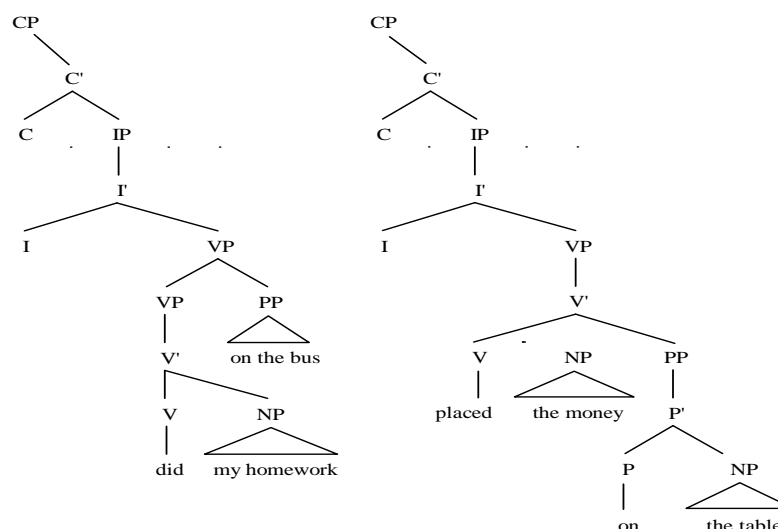 CP CP
C' C'
C IP C IP
I' I'
I VP I VP
VP PP V'
on the bus
V' V NP PP
placed the money
V NP P'
did my homework
P NP
on the table